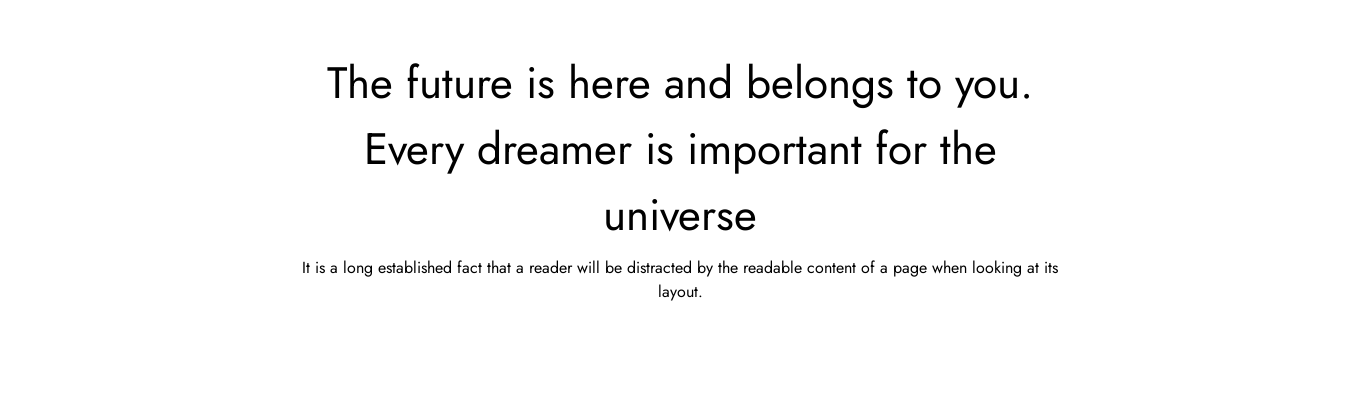 The future is here and belongs to you.
Every dreamer is important for the
universe
It is a long established fact that a reader will be distracted by the readable content of a page when looking at its
layout.